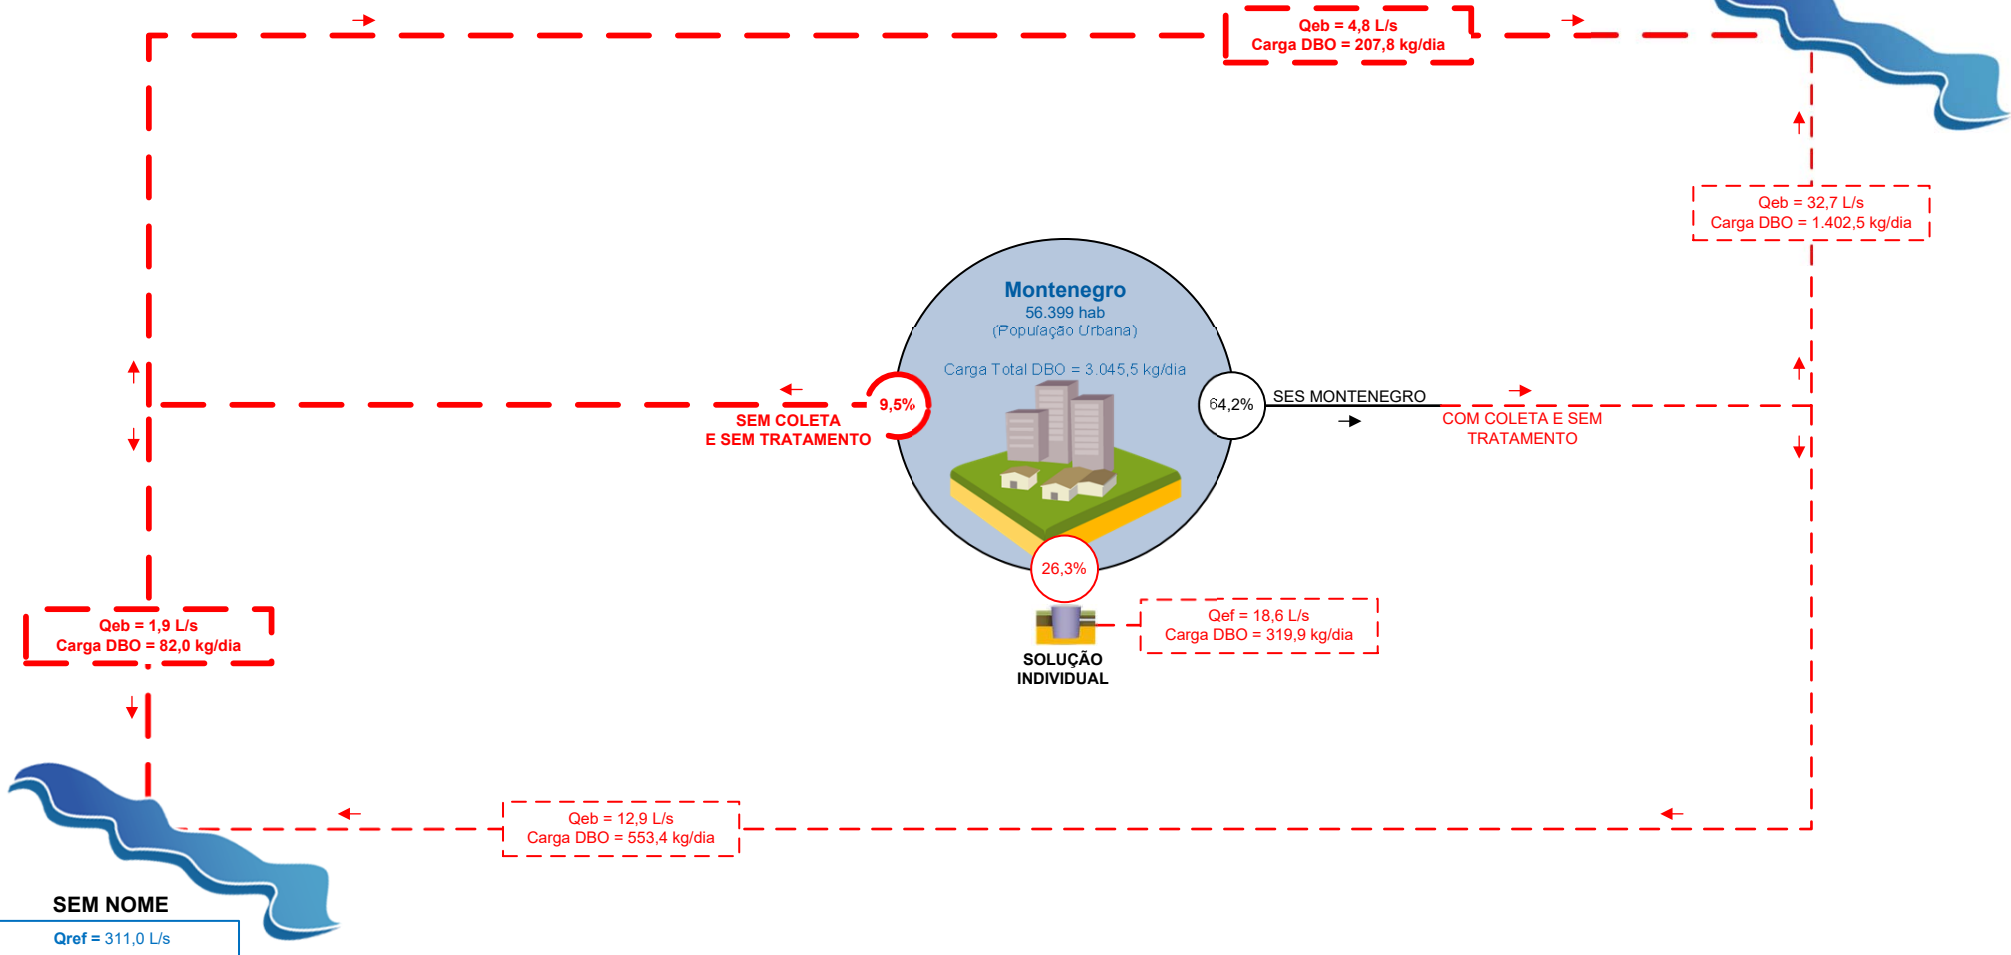 Qeb = 4,8 L/s
Carga DBO = 207,8 kg/dia
Qeb = 32,7 L/s
Carga DBO = 1.402,5 kg/dia
Montenegro
56.399 hab
(População Urbana)
Carga Total DBO = 3.045,5 kg/dia
9,5%
64,2%
SES MONTENEGRO
SEM COLETA
E SEM TRATAMENTO
COM COLETA E SEM
TRATAMENTO
26,3%
Qef = 18,6 L/s
Carga DBO = 319,9 kg/dia
SOLUÇÃO
INDIVIDUAL
Qeb = 1,9 L/s
Carga DBO = 82,0 kg/dia
Qeb = 12,9 L/s
Carga DBO = 553,4 kg/dia
SEM NOME
Qref = 311,0 L/s